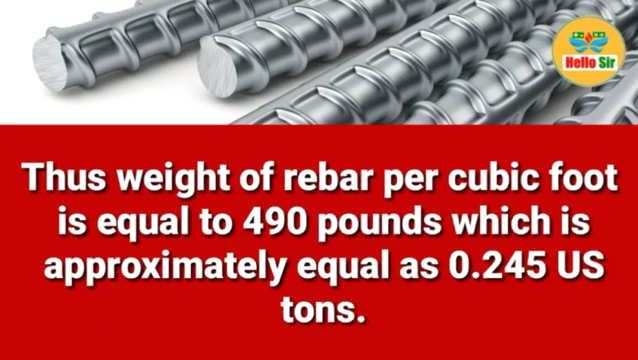 Hello Sir
Thus weight of rebar per cubic foot
is equal to 490 pounds which is
approximately equal as 0.245 US
tons.